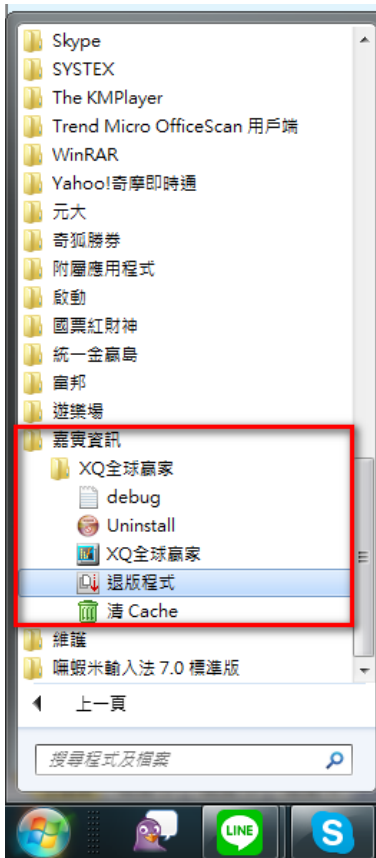 Skype
SYSTEX
The KMPlayer
Trend Micro OfficeScan 用戶端
WinRAR
Yahoo!奇摩即時通
元大
奇狐勝券
附屬應用程式
啟動
國票紅財神
統一金贏島
富邦
遊樂場
嘉實資訊
XQ全球贏家
debug
Uninstall
XQ全球贏家
退版程式
清 Cache
維護
嘸蝦米輸入法 7.0 標準版
上一頁
搜尋程式及檔案
LINE
S